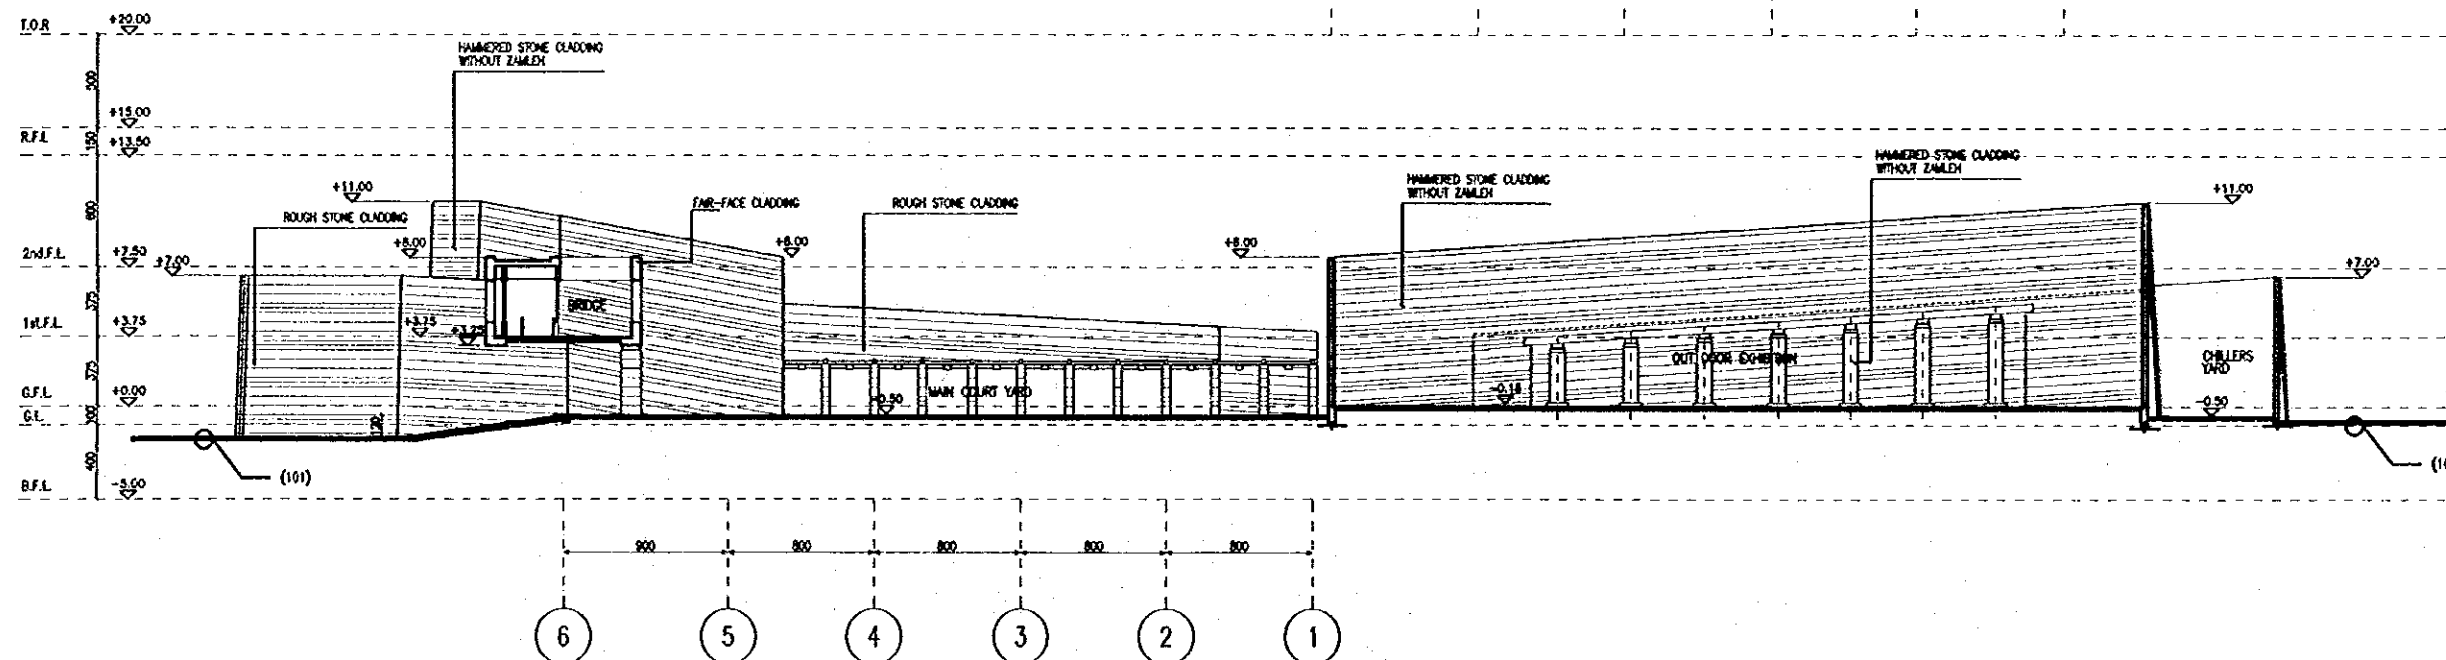 T.O.R
+20.00
500
+15.00
150
R.F.L
+13.50
600
2nd.F.L
+7.50
375
1st.F.L
+3.75
375
G.F.L
+0.00
G.L
400
B.F.L
-5.00
HAMMERED STONE CLADDING
WITHOUT ZAMLEH
+11.00
ROUGH STONE CLADDING
+7.00
+8.00
FAIR-FACE CLADDING
+8.00
ROUGH STONE CLADDING
+8.00
BRIDGE
+3.75
+3.25
MAIN COURT YARD
-0.50
(101)
HAMMERED STONE CLADDING
WITHOUT ZAMLEH
HAMMERED STONE CLADDING
WITHOUT ZAMLEH
+11.00
+7.00
OUT DOOR EXHIBITION
CHILLERS
YARD
-0.50
900
800
800
800
800
6
5
4
3
2
1